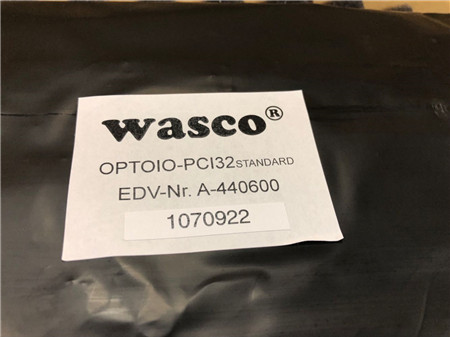 wasco®
OPTOIO-PCI32STANDARD
EDV-Nr. A-440600
1070922